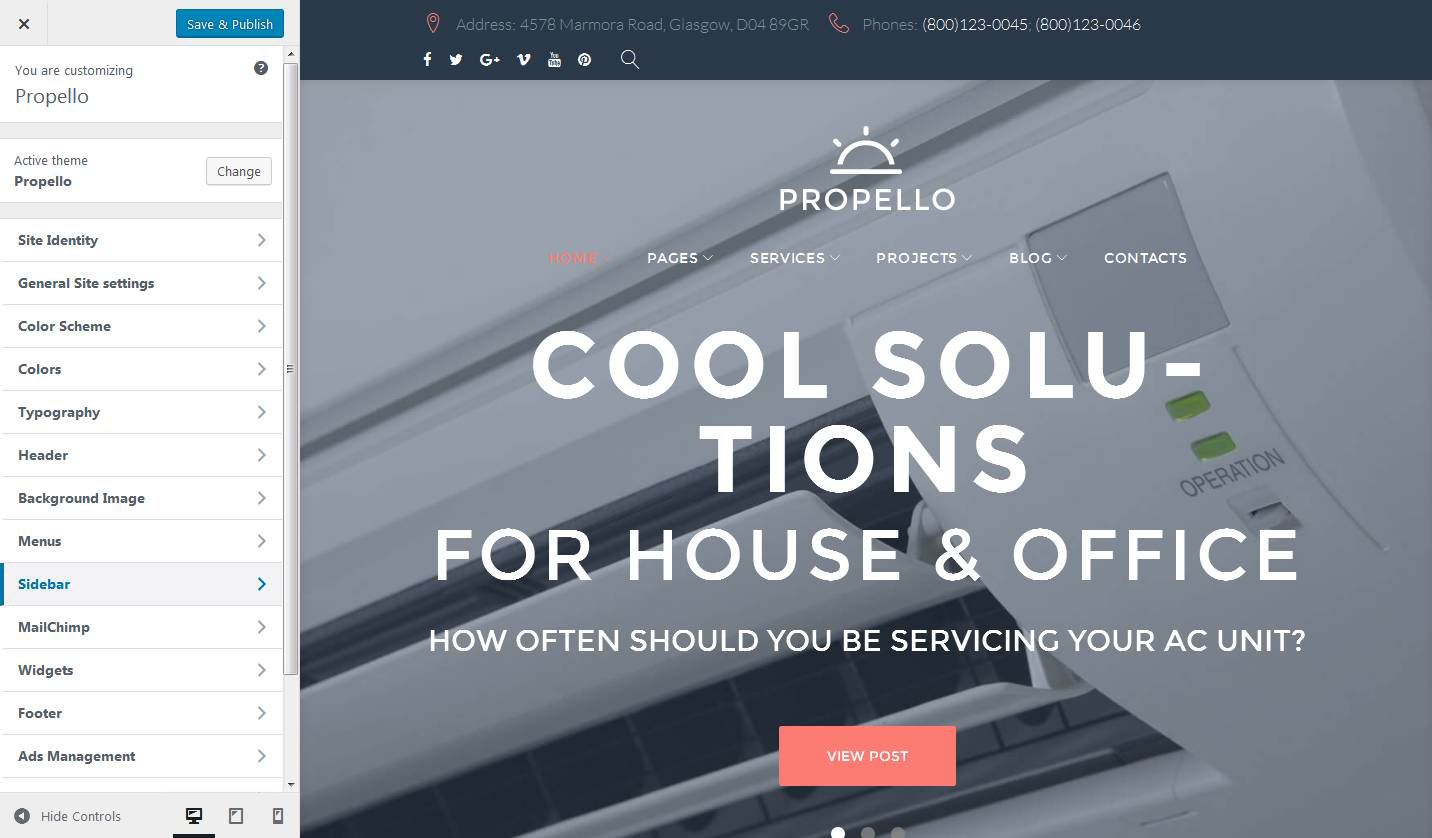 Save & Publish
You are customizing
Propello
Active theme
Propello
Change
Site Identity
General Site settings
Color Scheme
Colors
Typography
Header
Background Image
Menus
Sidebar
MailChimp
Widgets
Footer
Ads Management
Hide Controls
Address: 4578 Marmora Road, Glasgow, D04 89GR
Phones: (800)123-0045; (800)123-0046
PROPELLO
HOME PAGES SERVICES PROJECTS BLOG CONTACTS
COOL SOLU-
TIONS
FOR HOUSE & OFFICE
HOW OFTEN SHOULD YOU BE SERVICING YOUR AC UNIT?
VIEW POST
OPERATION